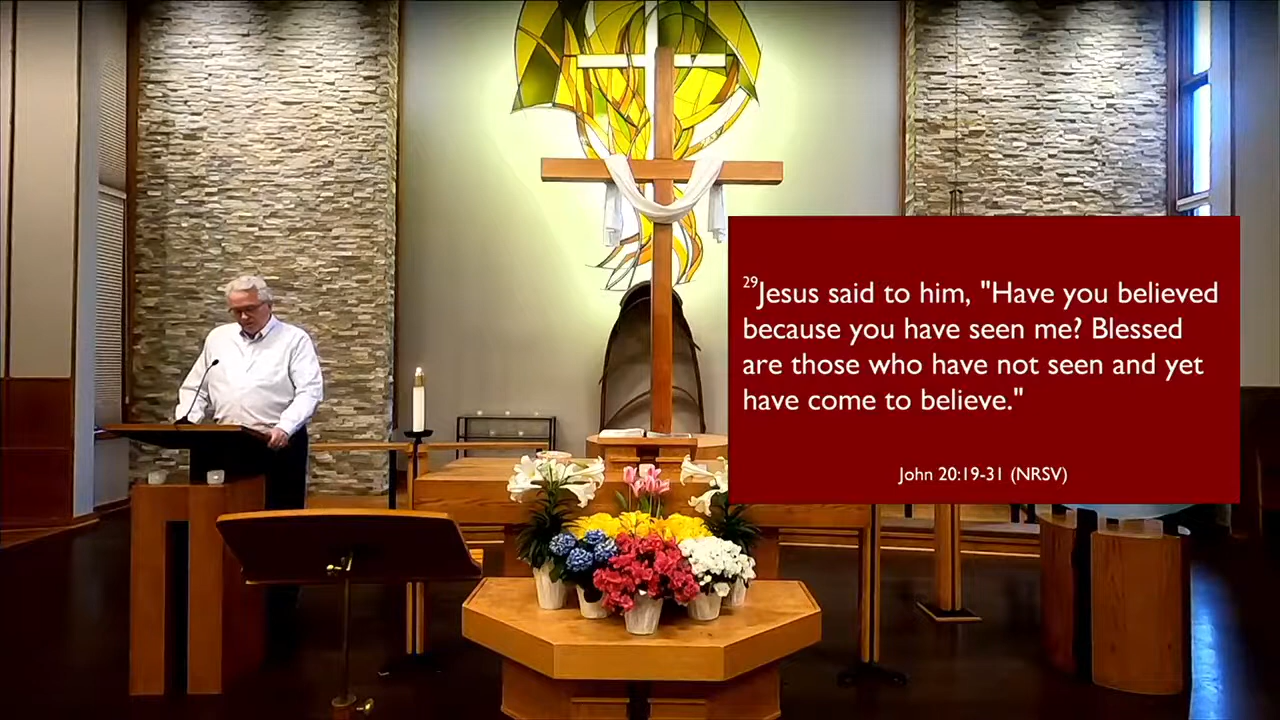 29Jesus said to him, "Have you believed
because you have seen me? Blessed
are those who have not seen and yet
have come to believe."
John 20:19-31 (NRSV)